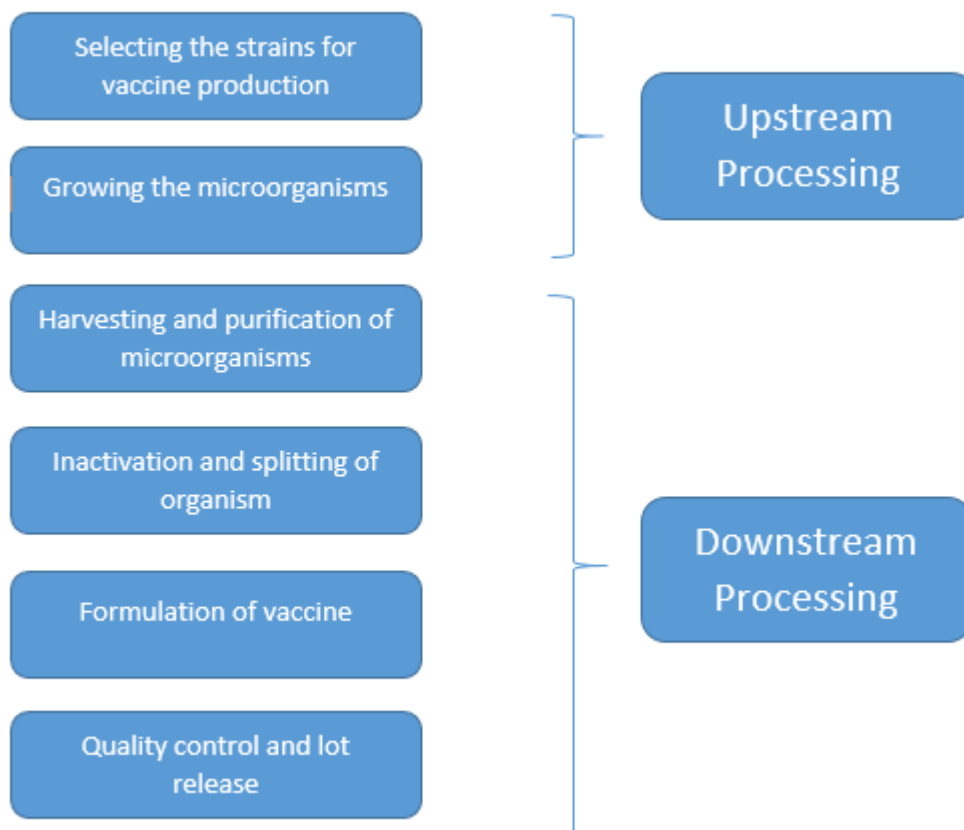 Selecting the strains for
vaccine production
Growing the microorganisms
Upstream
Processing
Harvesting and purification of
microorganisms
Inactivation and splitting of
organism
Formulation of vaccine
Quality control and lot
release
Downstream
Processing